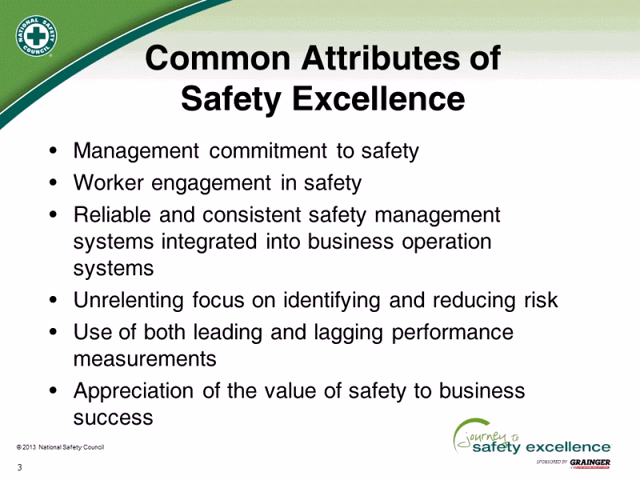 NATIONAL SAFETY COUNCIL
Common Attributes of
Safety Excellence
• Management commitment to safety
• Worker engagement in safety
• Reliable and consistent safety management
systems integrated into business operation
systems
• Unrelenting focus on identifying and reducing risk
• Use of both leading and lagging performance
measurements
• Appreciation of the value of safety to business
success
© 2013 National Safety Council
journey to
safety excellence
SPONSORED BY GRAINGER
3